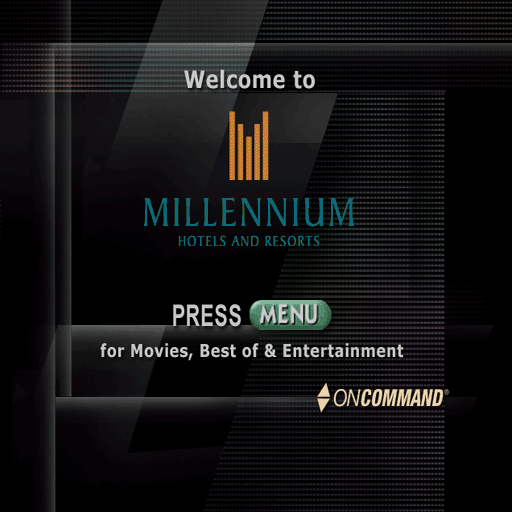 Welcome to
MILLENNIUM
HOTELS AND RESORTS
PRESS MENU
for Movies, Best of & Entertainment
ONCOMMAND®